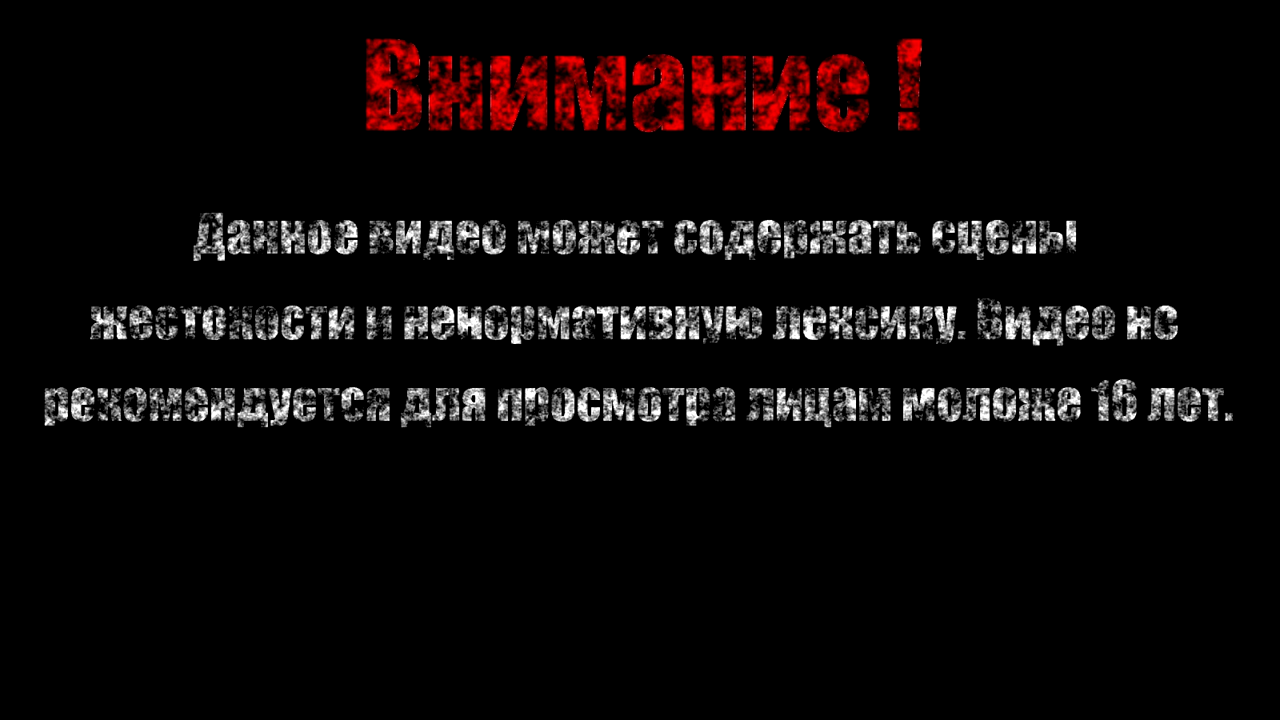 Внимание !
Данное видео может содержать сцены
жестокости и ненормативную лексику. Видео не
рекомендуется для просмотра лицам моложе 16 лет.